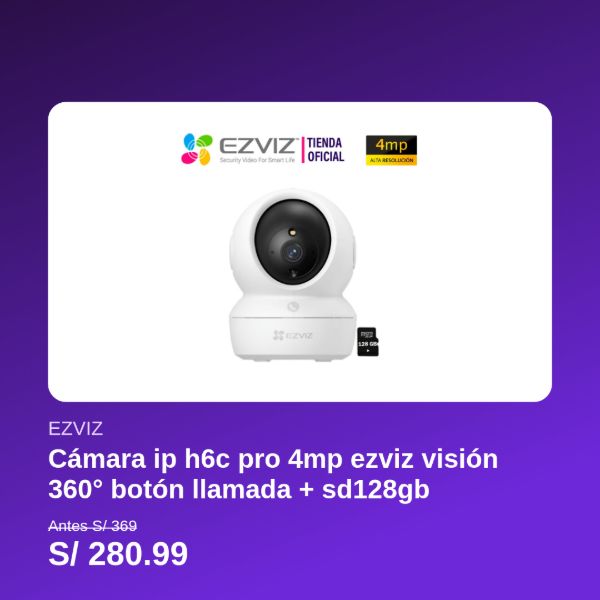 EZVIZ TIENDA OFICIAL
Security Video For Smart Life
4mp
ALTA RESOLUCIÓN
EZVIZ
128 GB
EZVIZ
Cámara ip h6c pro 4mp ezviz visión
360° botón llamada + sd128gb
Antes S/ 369
S/ 280.99